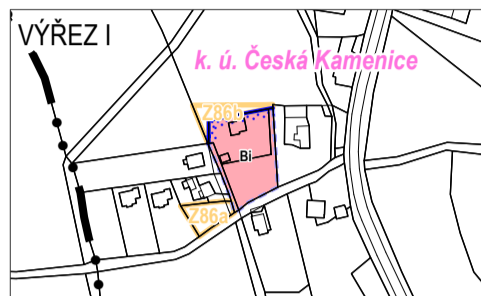 VÝŘEZ I
k. ú. Česká Kamenice
Z86b
Bi
Z86a